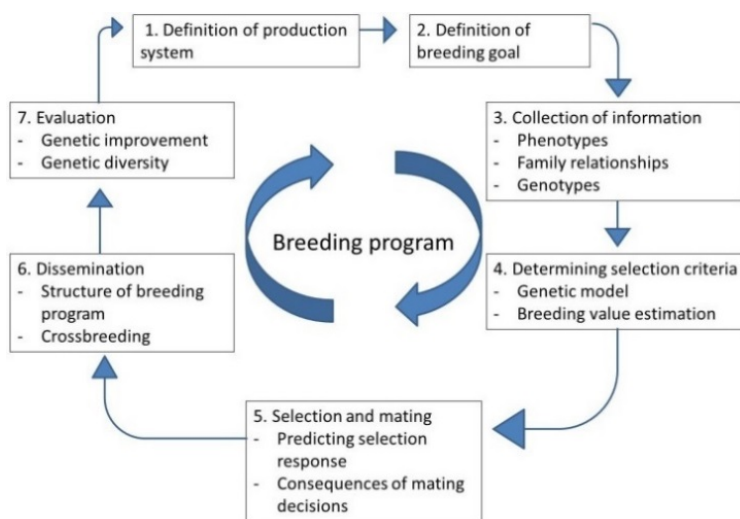 1. Definition of production
system
2. Definition of
breeding goal
3. Collection of information
- Phenotypes
- Family relationships
- Genotypes
4. Determining selection criteria
- Genetic model
- Breeding value estimation
5. Selection and mating
- Predicting selection
response
- Consequences of mating
decisions
6. Dissemination
- Structure of breeding
program
- Crossbreeding
7. Evaluation
- Genetic improvement
- Genetic diversity
Breeding program